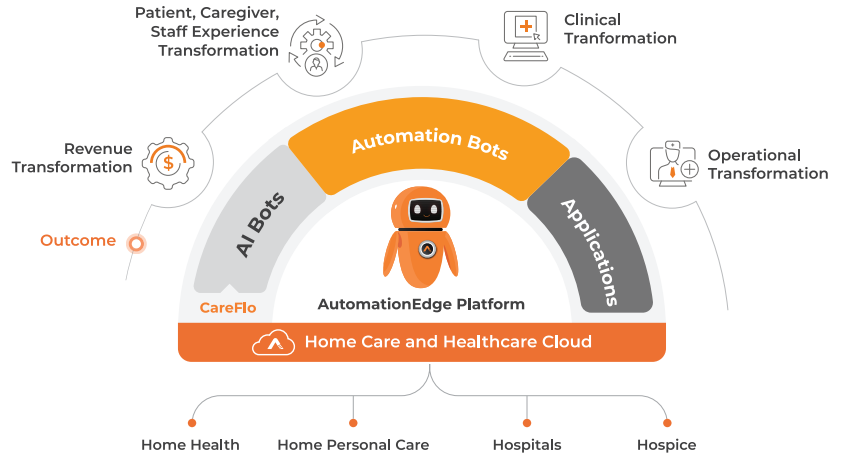 Patient, Caregiver,
Staff Experience
Transformation
Clinical
Tranformation
Revenue
Transformation
$
Operational
Transformation
Automation Bots
AI Bots
Applications
Outcome
CareFlo
AutomationEdge Platform
Home Care and Healthcare Cloud
Home Health
Home Personal Care
Hospitals
Hospice